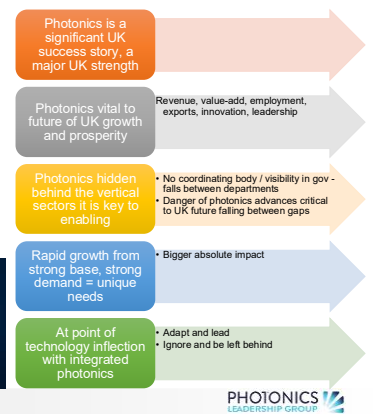 Photonics is a
significant UK
success story, a
major UK strength
Photonics vital to
future of UK growth
and prosperity
Revenue, value-add, employment,
exports, innovation, leadership
Photonics hidden
behind the vertical
sectors it is key to
enabling
• No coordinating body / visibility in gov -
falls between departments
• Danger of photonics advances critical
to UK future falling between gaps
Rapid growth from
strong base, strong
demand = unique
needs
• Bigger absolute impact
At point of
technology inflection
with integrated
photonics
• Adapt and lead
• Ignore and be left behind
PHOTONICS
LEADERSHIP GROUP